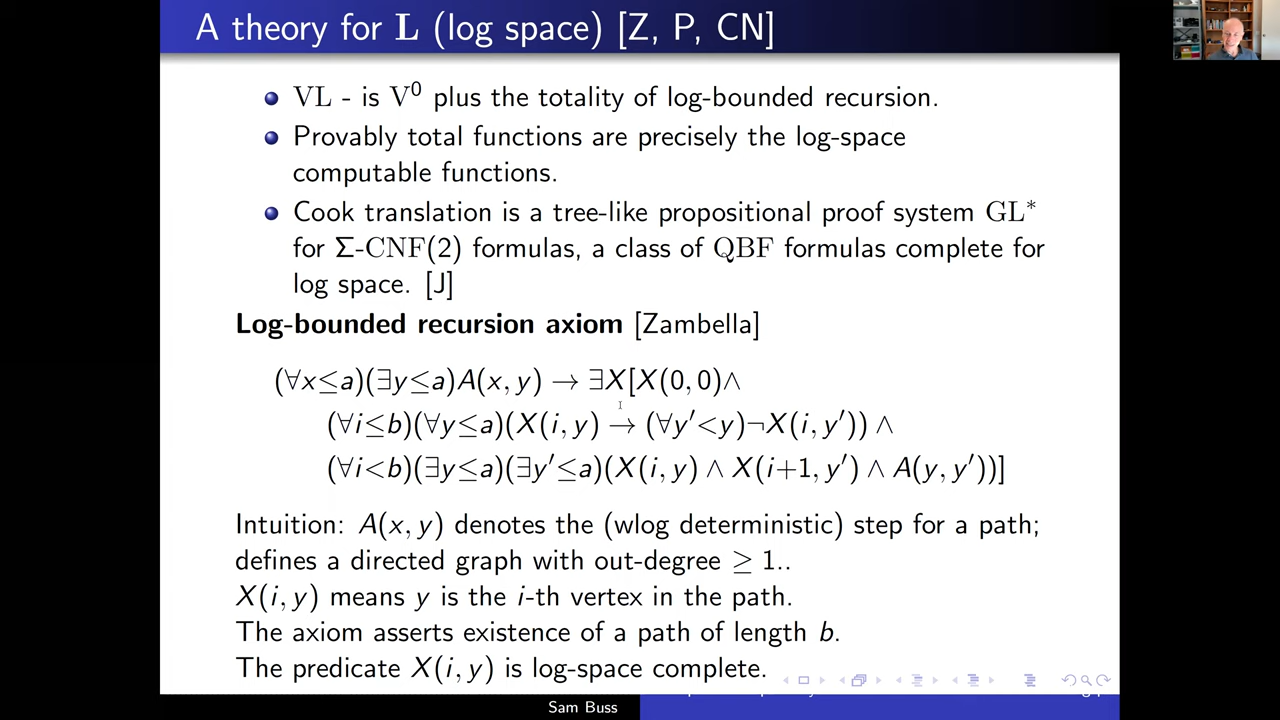 A theory for L (log space) [Z, P, CN]
VL - is V⁰ plus the totality of log-bounded recursion.
Provably total functions are precisely the log-space
computable functions.
Cook translation is a tree-like propositional proof system GL*
for Σ-CNF(2) formulas, a class of QBF formulas complete for
log space. [J]
Log-bounded recursion axiom [Zambella]
(∀x≤a)(∃y≤a)A(x, y) → ∃X[X(0, 0)∧
(∀i≤b)(∀y≤a)(X(i, y) → (∀y′<y)¬X(i, y′)) ∧
(∀i<b)(∃y≤a)(∃y′≤a)(X(i, y) ∧ X(i+1, y′) ∧ A(y, y′))]
Intuition: A(x, y) denotes the (wlog deterministic) step for a path;
defines a directed graph with out-degree ≥ 1..
X(i, y) means y is the i-th vertex in the path.
The axiom asserts existence of a path of length b.
The predicate X(i, y) is log-space complete.
Sam Buss